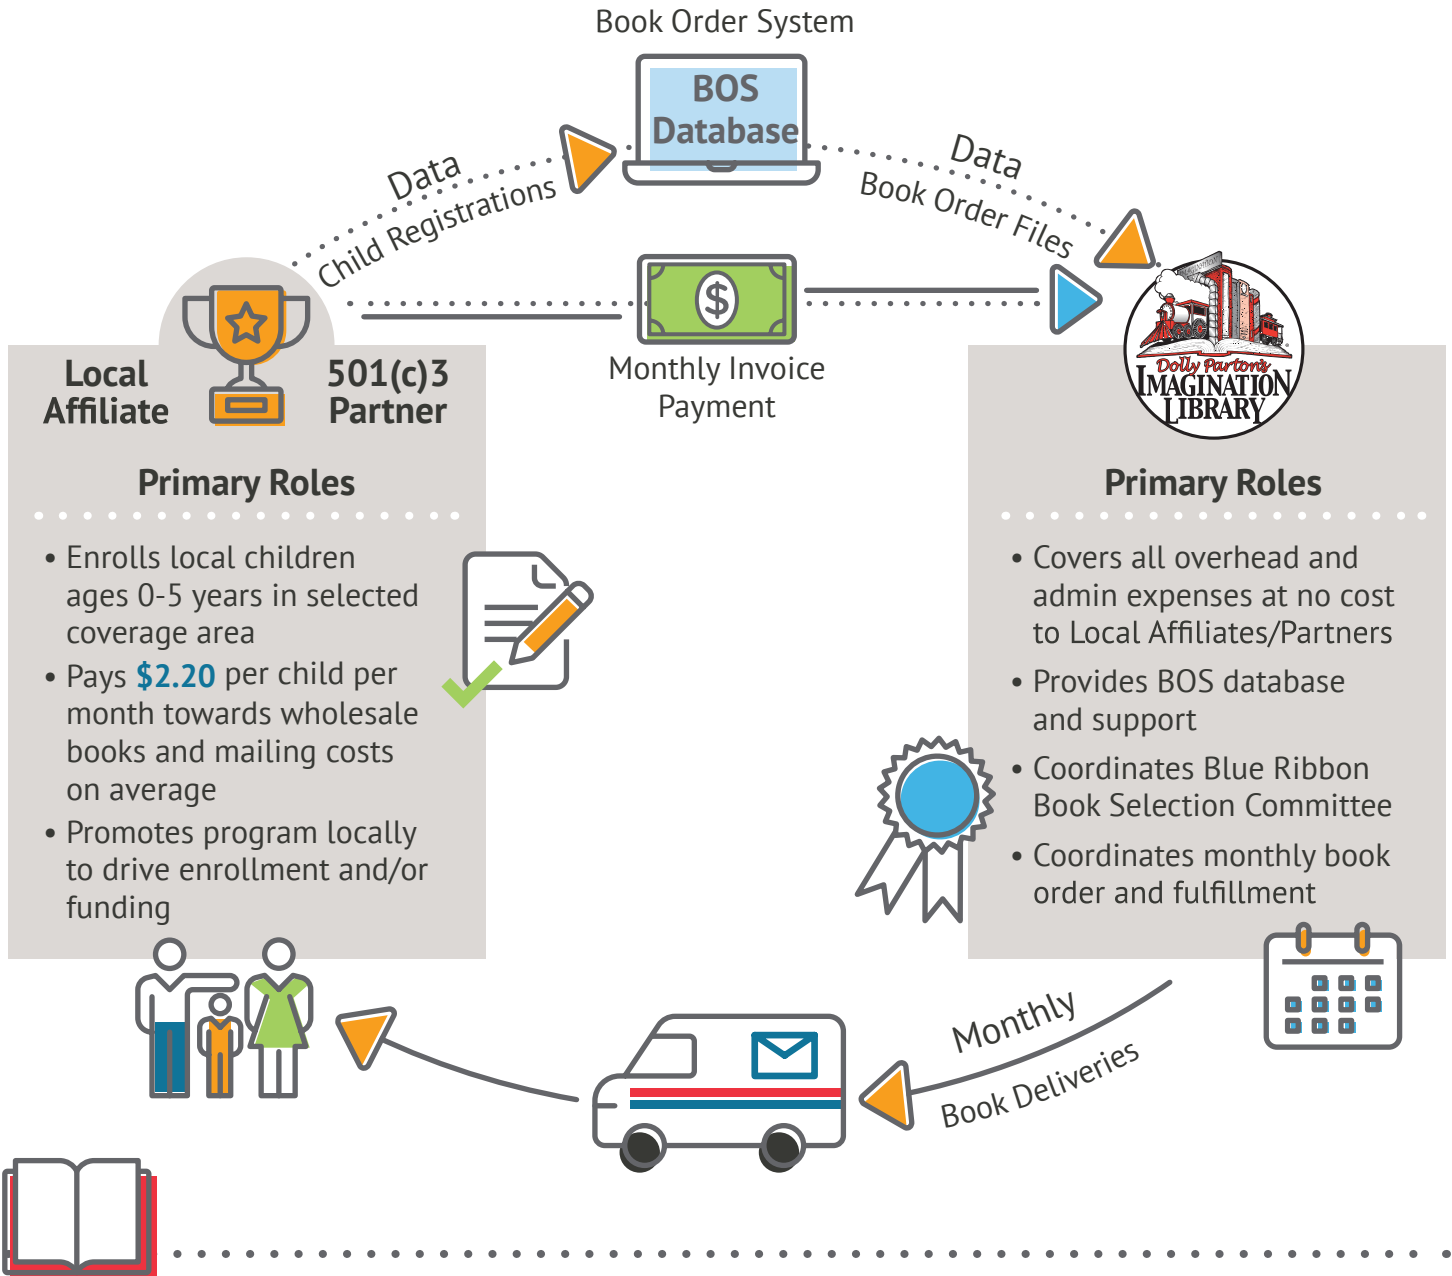 Book Order System
BOS
Database
Data
Child Registrations
Data
Book Order Files
$
Monthly Invoice
Payment
Local
Affiliate
501(c)3
Partner
Primary Roles
• Enrolls local children
ages 0-5 years in selected
coverage area
• Pays $2.20 per child per
month towards wholesale
books and mailing costs
on average
• Promotes program locally
to drive enrollment and/or
funding
Dolly Parton's
IMAGINATION
LIBRARY
Primary Roles
• Covers all overhead and
admin expenses at no cost
to Local Affiliates/Partners
• Provides BOS database
and support
• Coordinates Blue Ribbon
Book Selection Committee
• Coordinates monthly book
order and fulfillment
Monthly
Book Deliveries